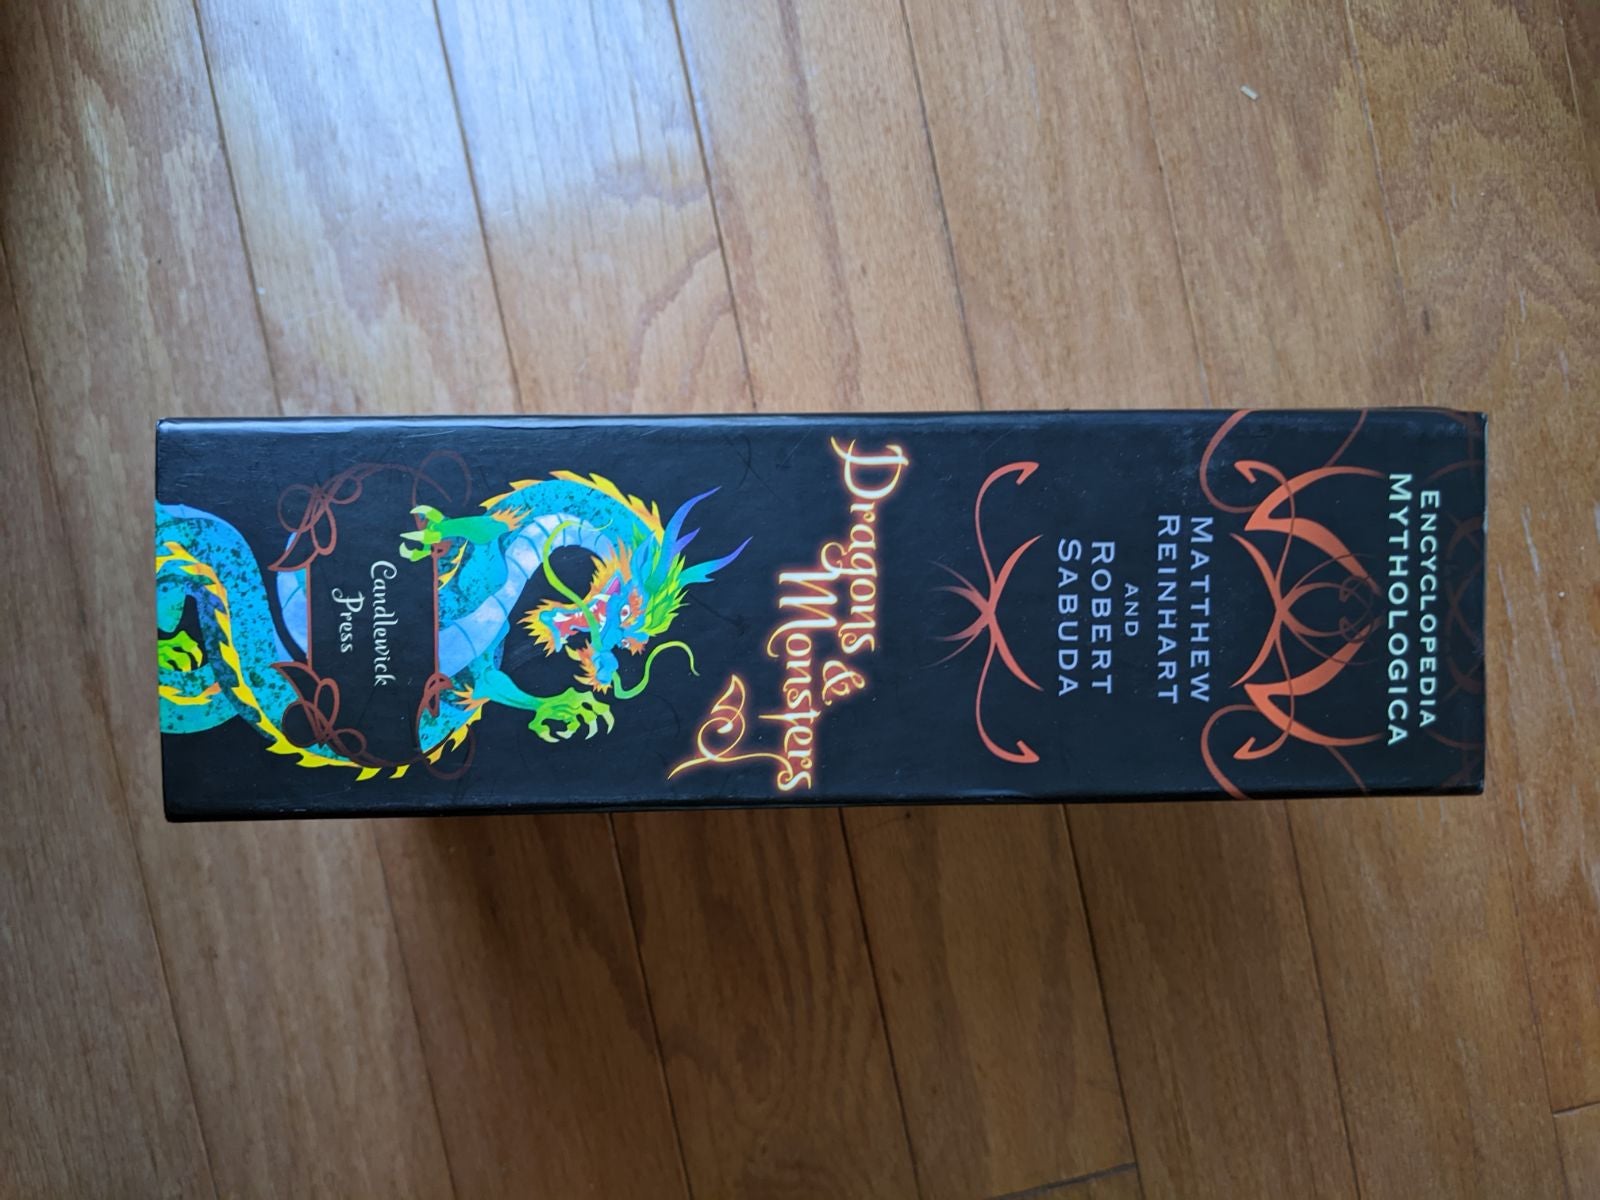 ENCYCLOPEDIA
MYTHOLOGICA
MATTHEW
REINHART
AND
ROBERT
SABUDA
Dragons &
Monsters
Candlewick
Press